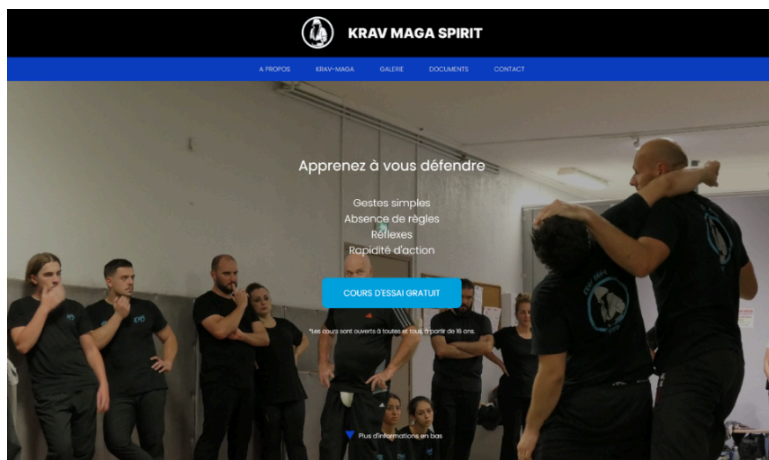 KRAV MAGA SPIRIT
A PROPOS KRAV-MAGA GALERIE DOCUMENTS CONTACT
Apprenez à vous défendre
Gestes simples
Absence de règles
Réflexes
Rapidité d'action
COURS D'ESSAI GRATUIT
*Les cours sont ouverts à toutes et tous, à partir de 16 ans.
Plus d'informations en bas